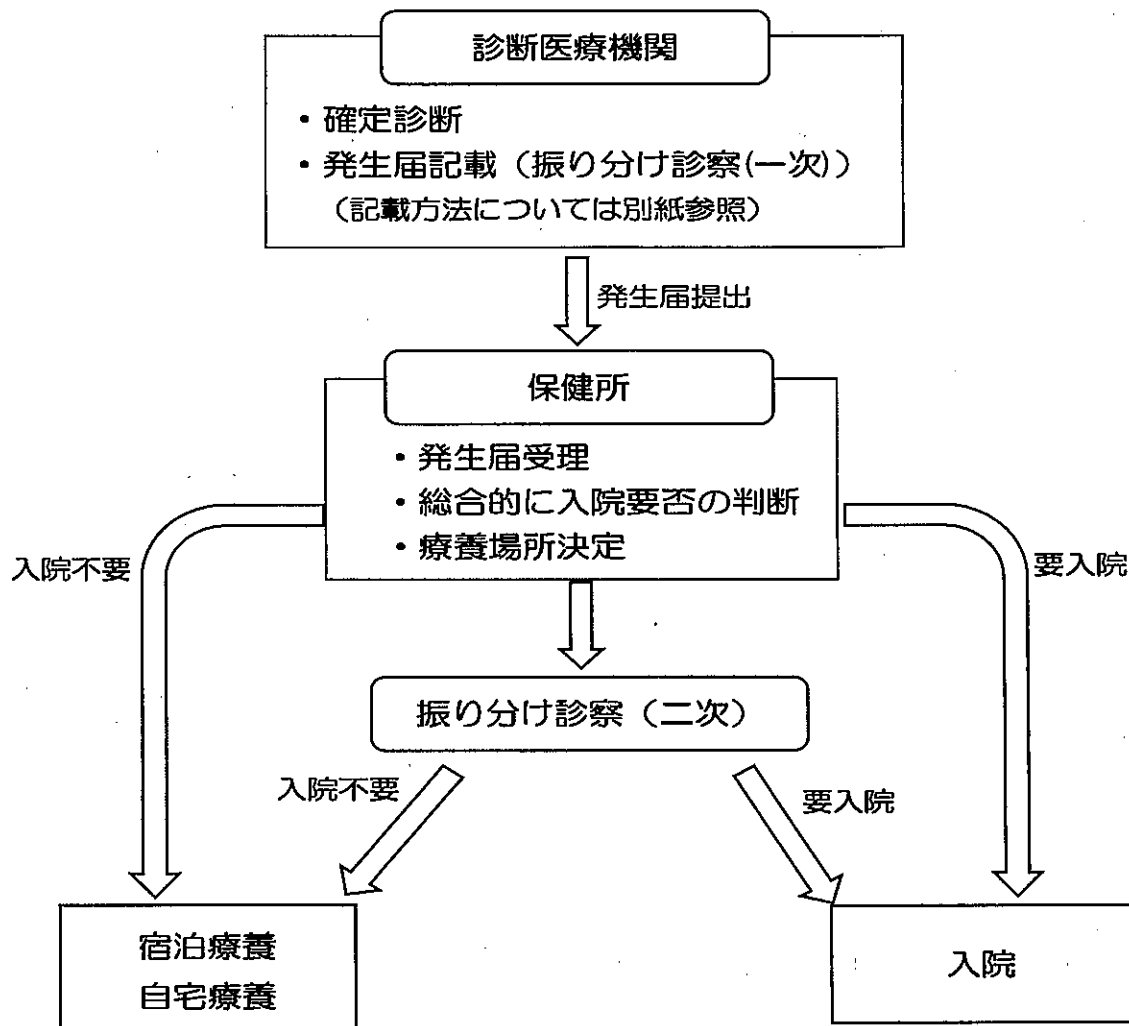 診断医療機関
・確定診断
・発生届記載（振り分け診察(一次)）
（記載方法については別紙参照）
発生届提出
保健所
・発生届受理
・総合的に入院要否の判断
・療養場所決定
入院不要
要入院
振り分け診察（二次）
入院不要
要入院
宿泊療養
自宅療養
入院